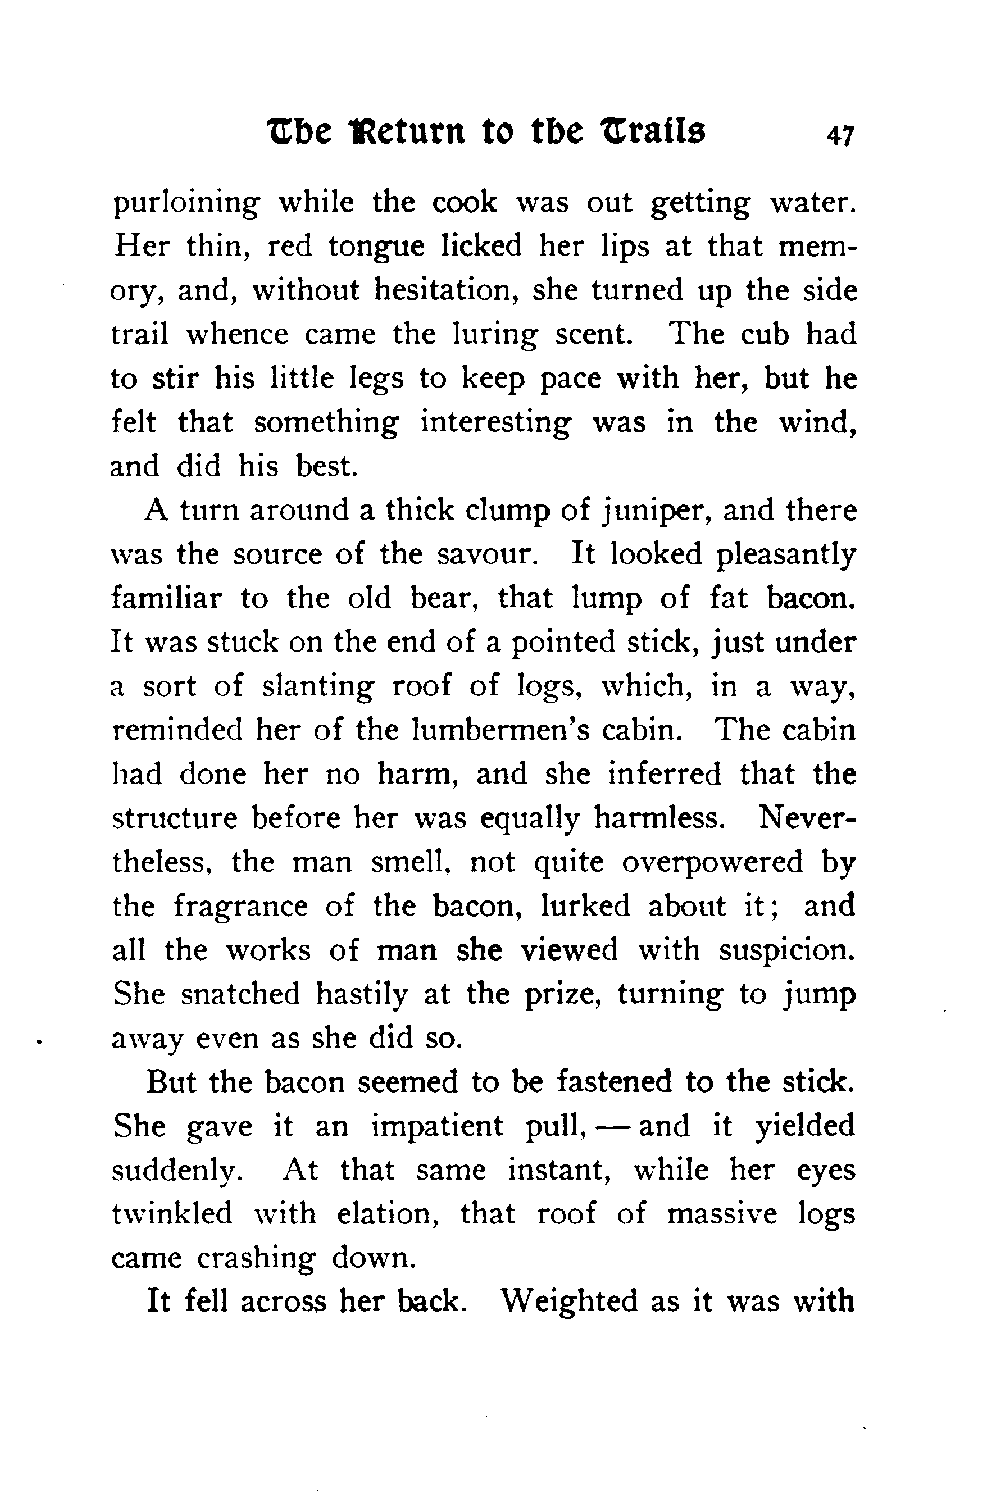 The Return to the Trails 47
purloining while the cook was out getting water.
Her thin, red tongue licked her lips at that mem-
ory, and, without hesitation, she turned up the side
trail whence came the luring scent. The cub had
to stir his little legs to keep pace with her, but he
felt that something interesting was in the wind,
and did his best.
A turn around a thick clump of juniper, and there
was the source of the savour. It looked pleasantly
familiar to the old bear, that lump of fat bacon.
It was stuck on the end of a pointed stick, just under
a sort of slanting roof of logs, which, in a way,
reminded her of the lumbermen's cabin. The cabin
had done her no harm, and she inferred that the
structure before her was equally harmless. Never-
theless, the man smell, not quite overpowered by
the fragrance of the bacon, lurked about it; and
all the works of man she viewed with suspicion.
She snatched hastily at the prize, turning to jump
away even as she did so.
But the bacon seemed to be fastened to the stick.
She gave it an impatient pull, — and it yielded
suddenly. At that same instant, while her eyes
twinkled with elation, that roof of massive logs
came crashing down.
It fell across her back. Weighted as it was with